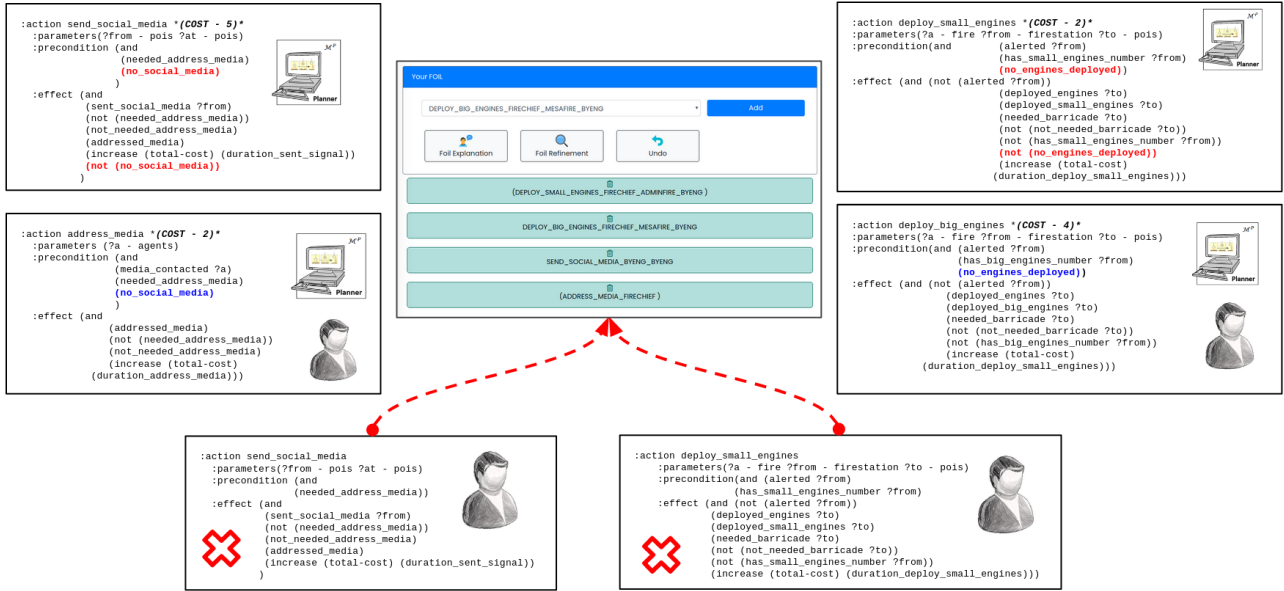 :action send_social_media *(COST - 5)*
:parameters(?from - pois ?at - pois)
:precondition (and
(needed_address_media)
(no_social_media)
)
:effect (and
(sent_social_media ?from)
(not (needed_address_media))
(not_needed_address_media)
(addressed_media)
(increase (total-cost) (duration_sent_signal))
(not (no_social_media))
)
Planner
:action address_media *(COST - 2)*
:parameters (?a - agents)
:precondition (and
(media_contacted ?a)
(needed_address_media)
(no_social_media)
)
:effect (and
(addressed_media)
(not (needed_address_media))
(not_needed_address_media)
(increase (total-cost)
(duration_address_media)))
Planner
Your FOIL
DEPLOY_BIG_ENGINES_FIRECHIEF_MESAFIRE_BYENG
Add
Foil Explanation
Foil Refinement
Undo
(DEPLOY_SMALL_ENGINES_FIRECHIEF_ADMINFIRE_BYENG )
DEPLOY_BIG_ENGINES_FIRECHIEF_MESAFIRE_BYENG
SEND_SOCIAL_MEDIA_BYENG_BYENG
(ADDRESS_MEDIA_FIRECHIEF )
:action deploy_small_engines *(COST - 2)*
:parameters(?a - fire ?from - firestation ?to - pois)
:precondition(and (alerted ?from)
(has_small_engines_number ?from)
(no_engines_deployed))
:effect (and (not (alerted ?from))
(deployed_engines ?to)
(deployed_small_engines ?to)
(needed_barricade ?to)
(not (not_needed_barricade ?to))
(not (has_small_engines_number ?from))
(not (no_engines_deployed))
(increase (total-cost)
(duration_deploy_small_engines)))
Planner
:action deploy_big_engines *(COST - 4)*
:parameters(?a - fire ?from - firestation ?to - pois)
:precondition(and (alerted ?from)
(has_big_engines_number ?from)
(no_engines_deployed))
:effect (and (not (alerted ?from))
(deployed_engines ?to)
(deployed_big_engines ?to)
(needed_barricade ?to)
(not (not_needed_barricade ?to))
(not (has_big_engines_number ?from))
(increase (total-cost)
(duration_deploy_small_engines)))
Planner
:action send_social_media
:parameters(?from - pois ?at - pois)
:precondition (and
(needed_address_media))
:effect (and
(sent_social_media ?from)
(not (needed_address_media))
(not_needed_address_media)
(addressed_media)
(increase (total-cost) (duration_sent_signal))
)
:action deploy_small_engines
:parameters(?a - fire ?from - firestation ?to - pois)
:precondition(and (alerted ?from)
(has_small_engines_number ?from)
:effect (and (not (alerted ?from))
(deployed_engines ?to)
(deployed_small_engines ?to)
(needed_barricade ?to)
(not (not_needed_barricade ?to))
(not (has_small_engines_number ?from))
(increase (total-cost) (duration_deploy_small_engines)))